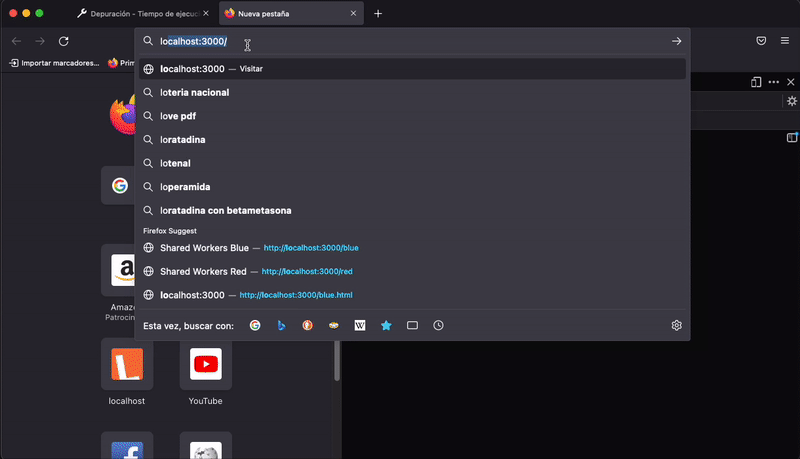 Depuración - Tiempo de ejecuci
Nueva pestaña
localhost:3000/
Importar marcadores...
Prim
localhost:3000 — Visitar
loteria nacional
love pdf
loratadina
lotenal
loperamida
loratadina con betametasona
Firefox Suggest
Shared Workers Blue — http://localhost:3000/blue
Shared Workers Red — http://localhost:3000/red
localhost:3000 — http://localhost:3000/blue.html
Esta vez, buscar con:
Amazo
Patrocin
localhost
YouTube